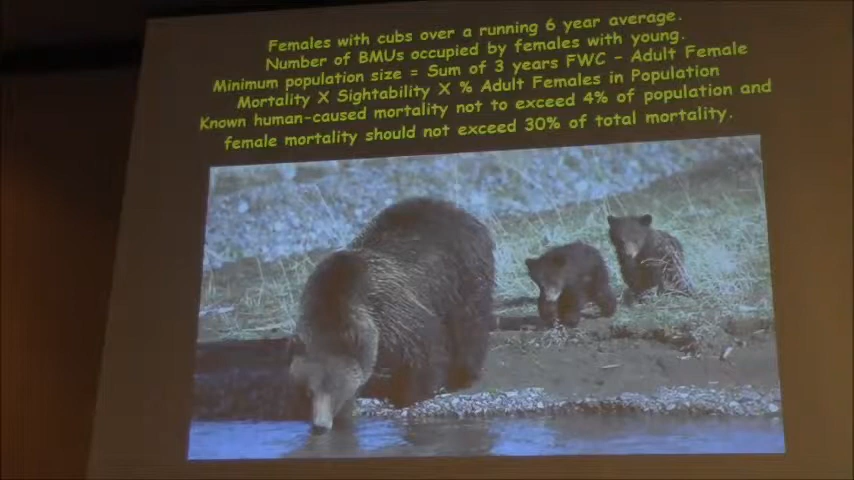 Females with cubs over a running 6 year average.
Number of BMUs occupied by females with young.
Minimum population size = Sum of 3 years FWC - Adult Female
Mortality X Sightability X % Adult Females in Population
Known human-caused mortality not to exceed 4% of population and
female mortality should not exceed 30% of total mortality.